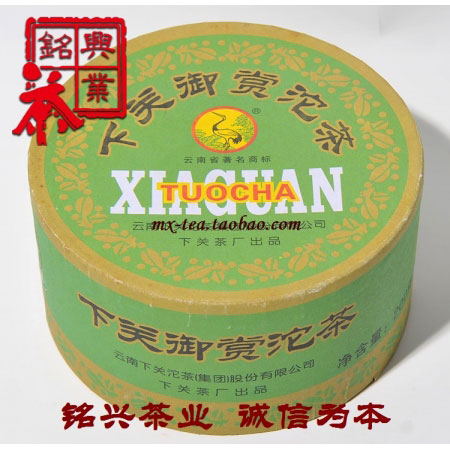 銘興
茶業
下关御赏沱茶
®
云南省著名商标
XIAGUAN
TUOCHA
mx-tea.taobao.com
下关茶厂出品
下关御赏沱茶
云南下关沱茶(集团)股份有限公司
下关茶厂出品
净含量:
铭兴茶业 诚信为本